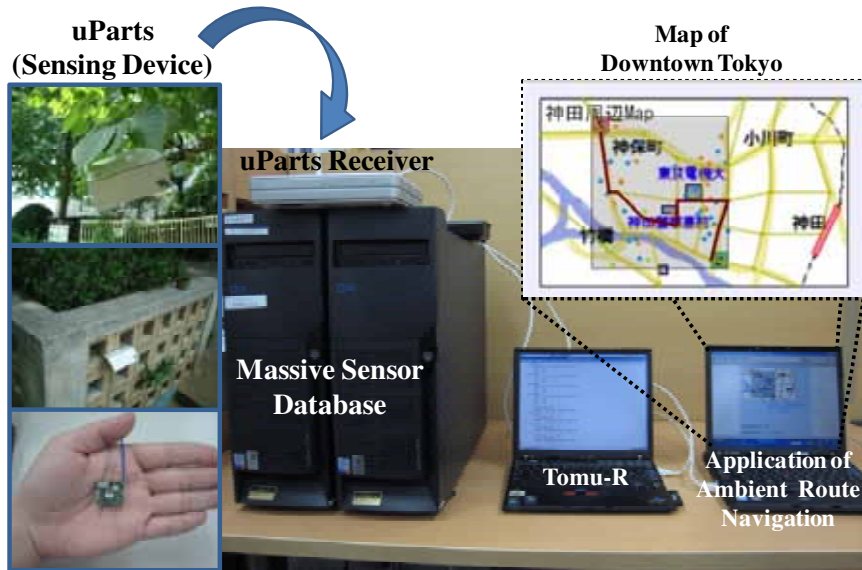 uParts
(Sensing Device)
Map of
Downtown Tokyo
uParts Receiver
神田周辺Map
神保町
小川町
東京電機大
神田
竹橋
Massive Sensor
Database
Tomu-R
Application of
Ambient Route
Navigation